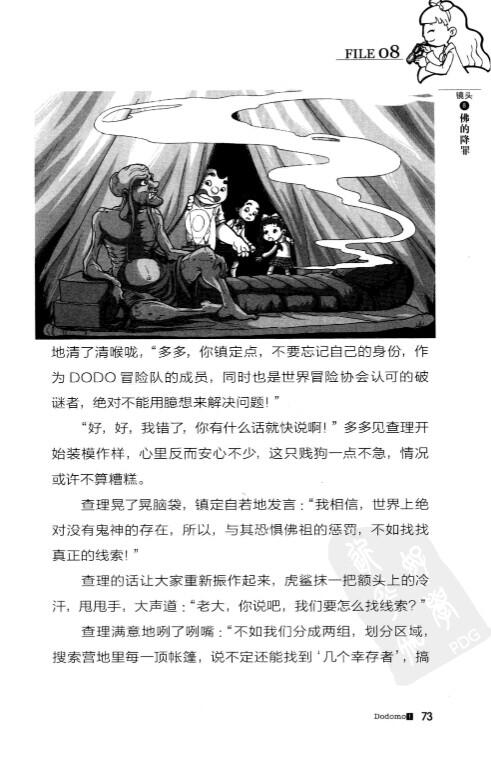 FILE 08
镜头
8
佛的降罪
地清了清喉咙，“多多，你镇定点，不要忘记自己的身份，作
为 DODO 冒险队的成员，同时也是世界冒险协会认可的破
谜者，绝对不能用臆想来解决问题！”
“好，好，我错了，你有什么话就快说啊！”多多见查理开
始装模作样，心里反而安心不少，这只贱狗一点不急，情况
或许不算糟糕。
查理晃了晃脑袋，镇定自若地发言：“我相信，世界上绝
对没有鬼神的存在，所以，与其恐惧佛祖的惩罚，不如找找
真正的线索！”
查理的话让大家重新振作起来，虎鲨抹一把额头上的冷
汗，甩甩手，大声道：“老大，你说吧，我们要怎么找线索？”
查理满意地咧了咧嘴：“不如我们分成两组，划分区域，
搜索营地里每一顶帐篷，说不定还能找到‘几个幸存者’，搞
PDG
Dodomo 73